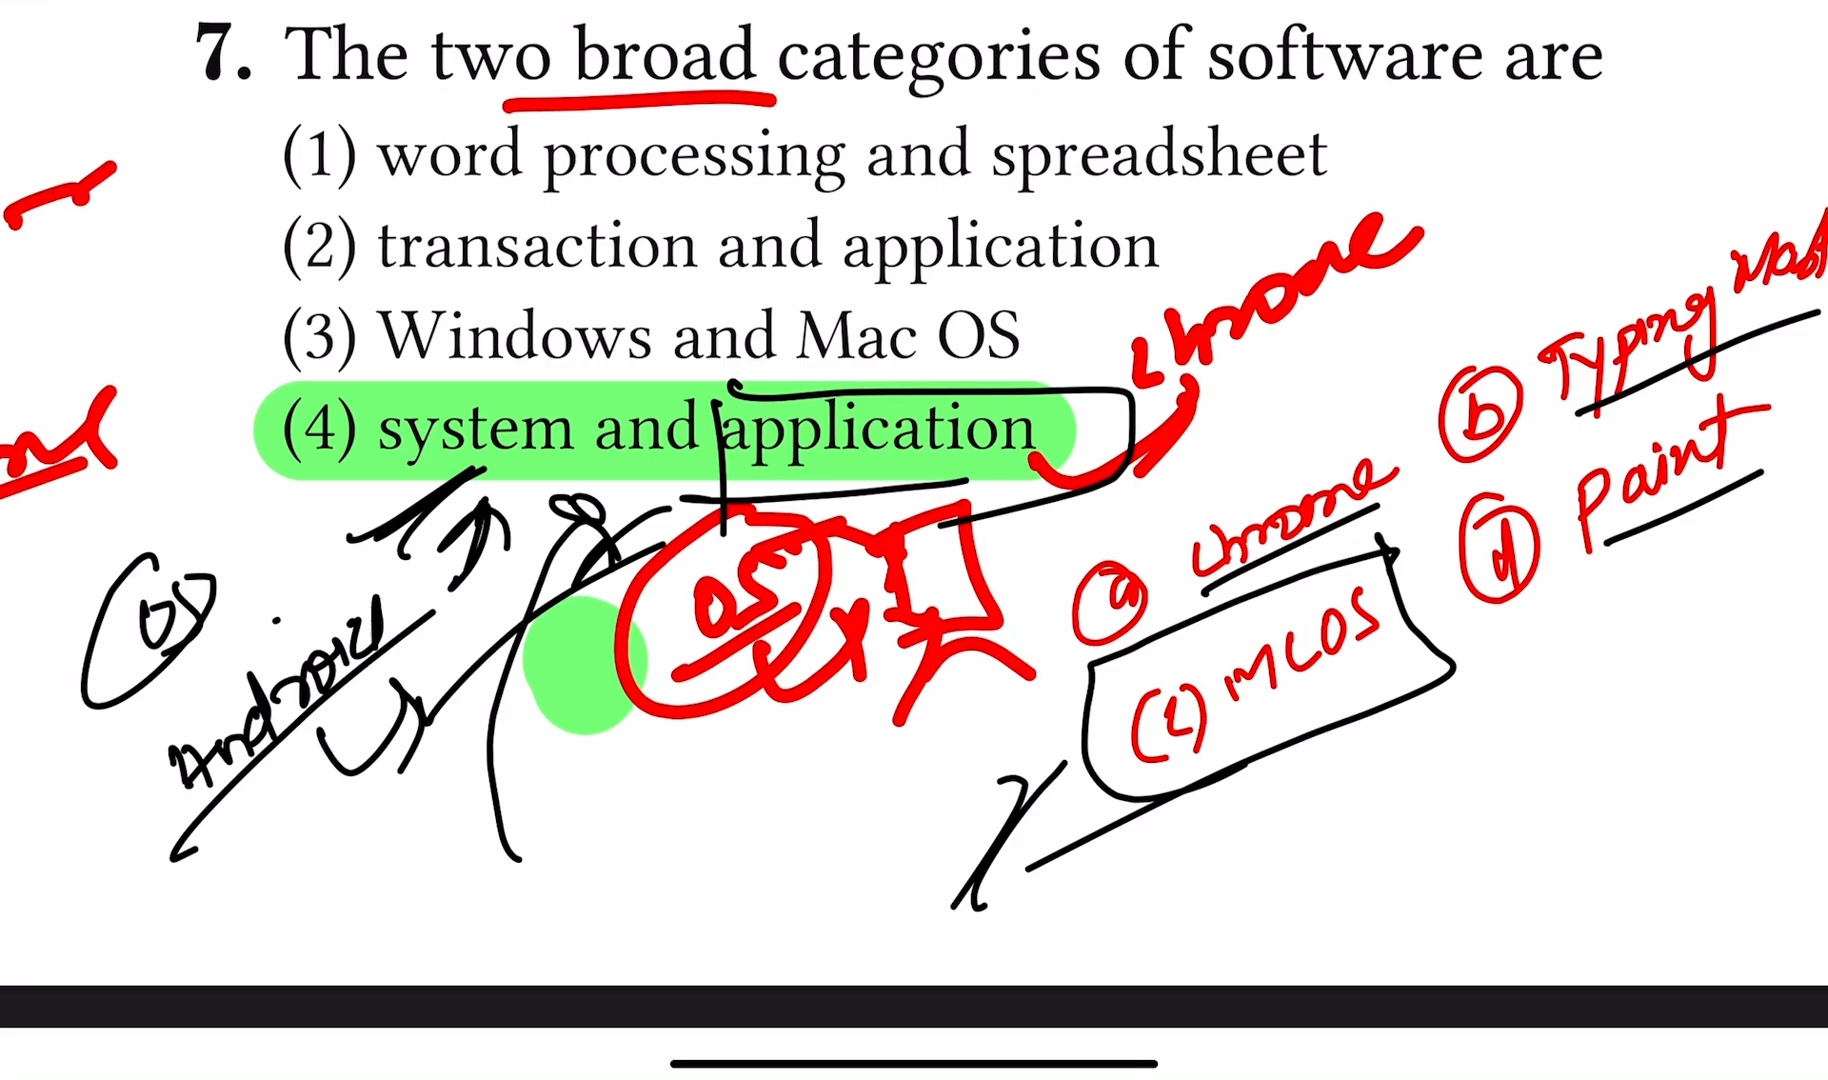 7. The two broad categories of software are
(1) word processing and spreadsheet
(2) transaction and application
(3) Windows and Mac OS
(4) system and application
chrome
OS
Android
OS
(a) chrome
(b) Typing Mast
(c) MCOS
(d) Paint